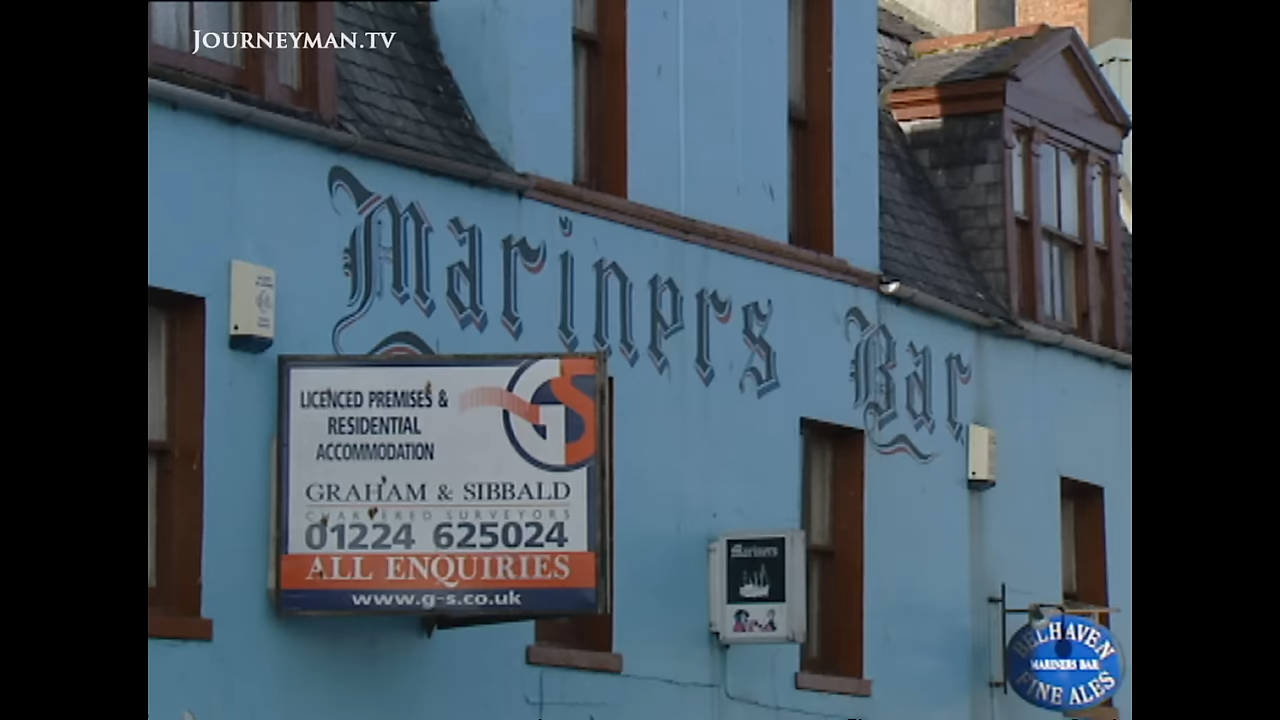 JOURNEYMAN.TV
Mariners Bar
LICENCED PREMISES &
RESIDENTIAL
ACCOMMODATION
GS
GRAHAM & SIBBALD
CHARTERED SURVEYORS
01224 625024
ALL ENQUIRIES
www.g-s.co.uk
Mariners
BELHAVEN
MARINERS BAR
FINE ALES